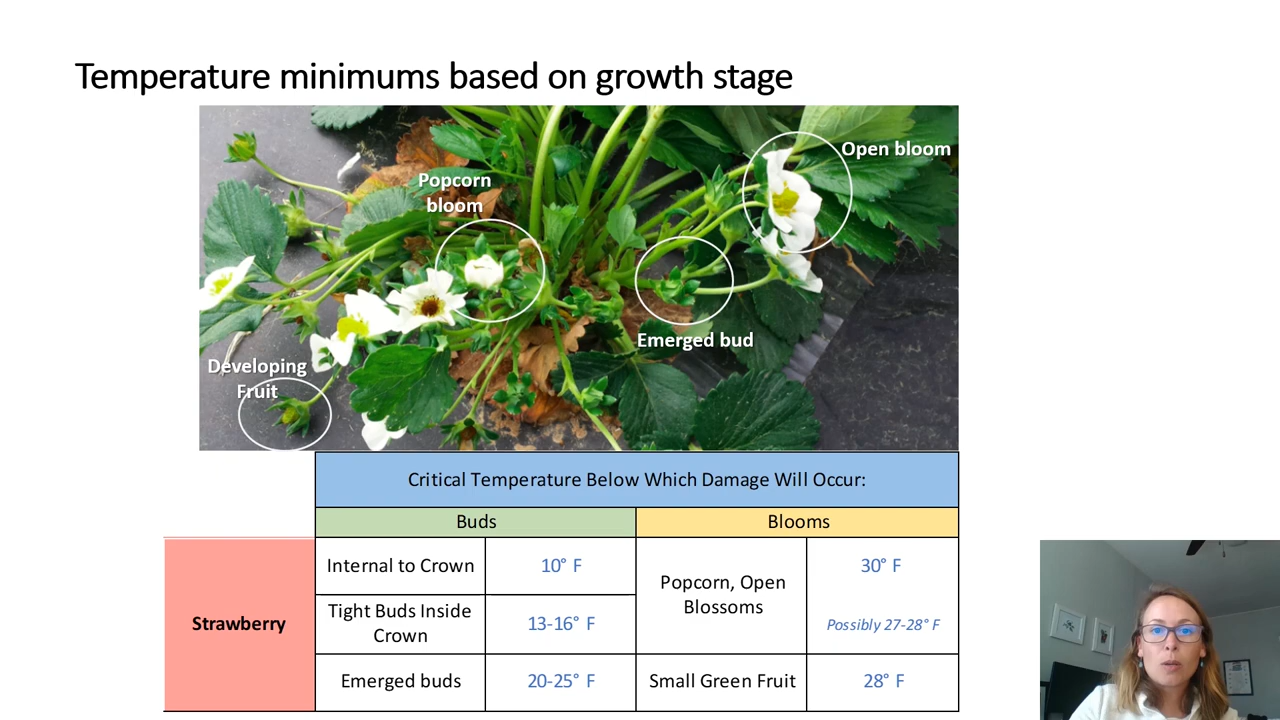 Temperature minimums based on growth stage
Open bloom
Popcorn
bloom
Emerged bud
Developing
Fruit
Critical Temperature Below Which Damage Will Occur:
Buds
Blooms
Strawberry
Internal to Crown
10° F
Popcorn, Open
Blossoms
30° F
Tight Buds Inside
Crown
13-16° F
Possibly 27-28° F
Emerged buds
20-25° F
Small Green Fruit
28° F